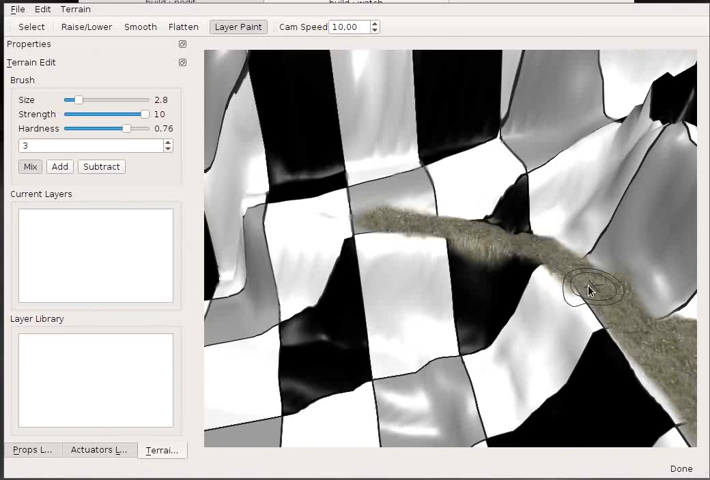 File Edit Terrain
Select Raise/Lower Smooth Flatten Layer Paint Cam Speed 10.00
Properties
Terrain Edit
Brush
Size 2.8
Strength 10
Hardness 0.76
3
Mix Add Subtract
Current Layers
Layer Library
Props L... Actuators L... Terrai...
Done